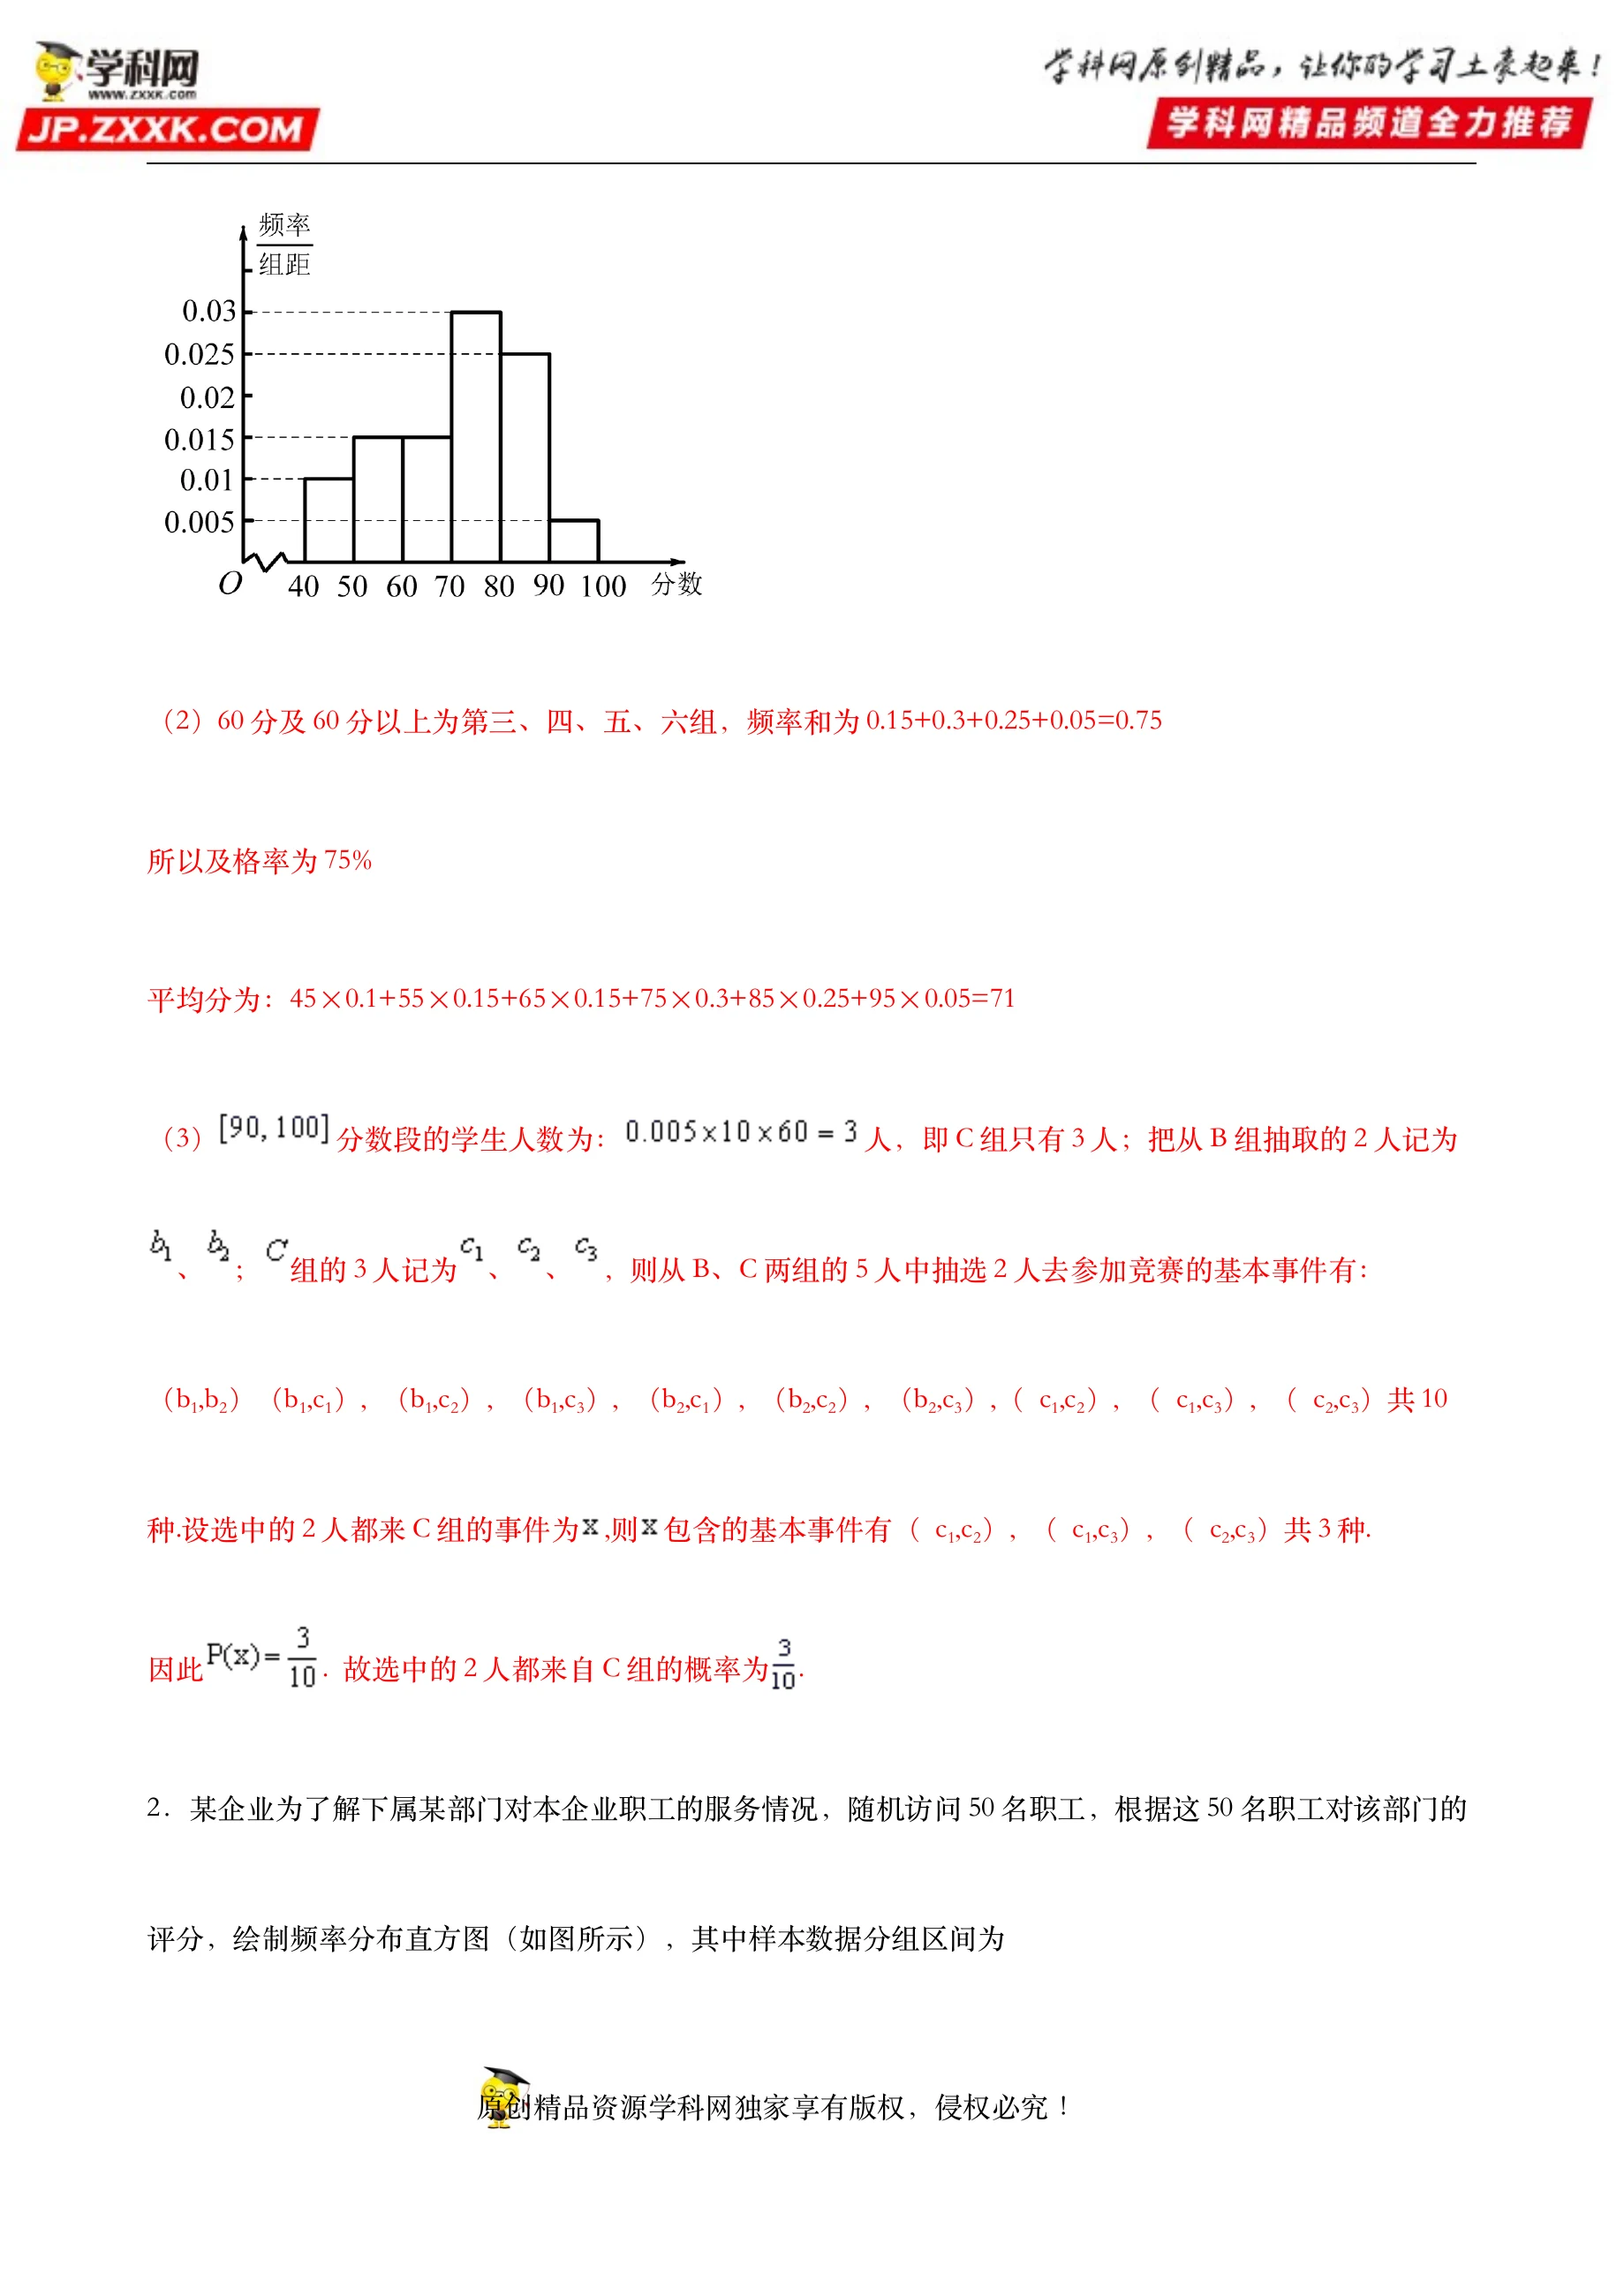 学科网
www.zxxk.com
JP.ZXXK.COM
学科网原创精品，让你的学习土豪起来！
学科网精品频道全力推荐
频率
组距
0.03
0.025
0.02
0.015
0.01
0.005
O 40 50 60 70 80 90 100 分数
（2）60 分及 60 分以上为第三、四、五、六组，频率和为 0.15+0.3+0.25+0.05=0.75
所以及格率为 75%
平均分为：45×0.1+55×0.15+65×0.15+75×0.3+85×0.25+95×0.05=71
（3）[90,100]分数段的学生人数为：0.005×10×60=3人，即 C 组只有 3 人；把从 B 组抽取的 2 人记为
b₁、b₂；C组的 3 人记为c₁、c₂、c₃，则从 B、C 两组的 5 人中抽选 2 人去参加竞赛的基本事件有：
（b₁,b₂）（b₁,c₁），（b₁,c₂），（b₁,c₃），（b₂,c₁），（b₂,c₂），（b₂,c₃）,（ c₁,c₂），（ c₁,c₃），（ c₂,c₃）共 10
种.设选中的 2 人都来 C 组的事件为x,则x包含的基本事件有（ c₁,c₂），（ c₁,c₃），（ c₂,c₃）共 3 种.
因此P(x)=3/10. 故选中的 2 人都来自 C 组的概率为3/10.
2．某企业为了解下属某部门对本企业职工的服务情况，随机访问 50 名职工，根据这 50 名职工对该部门的
评分，绘制频率分布直方图（如图所示），其中样本数据分组区间为
原创精品资源学科网独家享有版权，侵权必究！